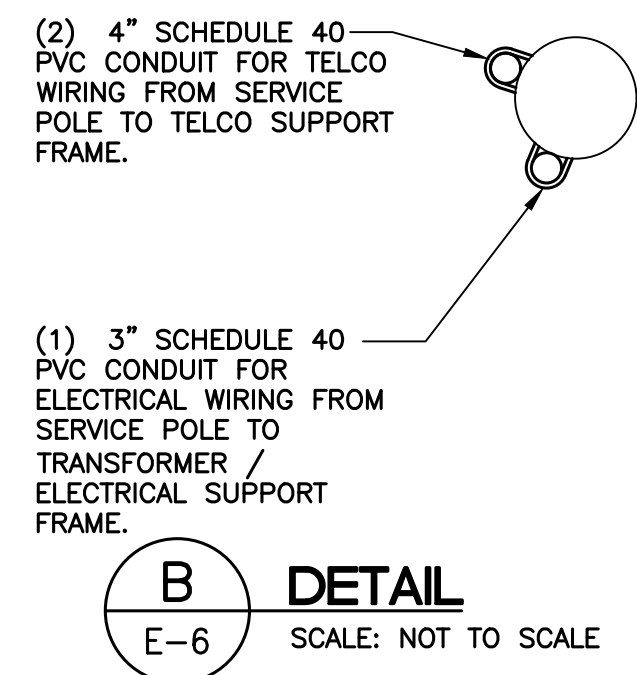 (2) 4" SCHEDULE 40
PVC CONDUIT FOR TELCO
WIRING FROM SERVICE
POLE TO TELCO SUPPORT
FRAME.
(1) 3" SCHEDULE 40
PVC CONDUIT FOR
ELECTRICAL WIRING FROM
SERVICE POLE TO
TRANSFORMER /
ELECTRICAL SUPPORT
FRAME.
B
E-6
DETAIL
SCALE: NOT TO SCALE